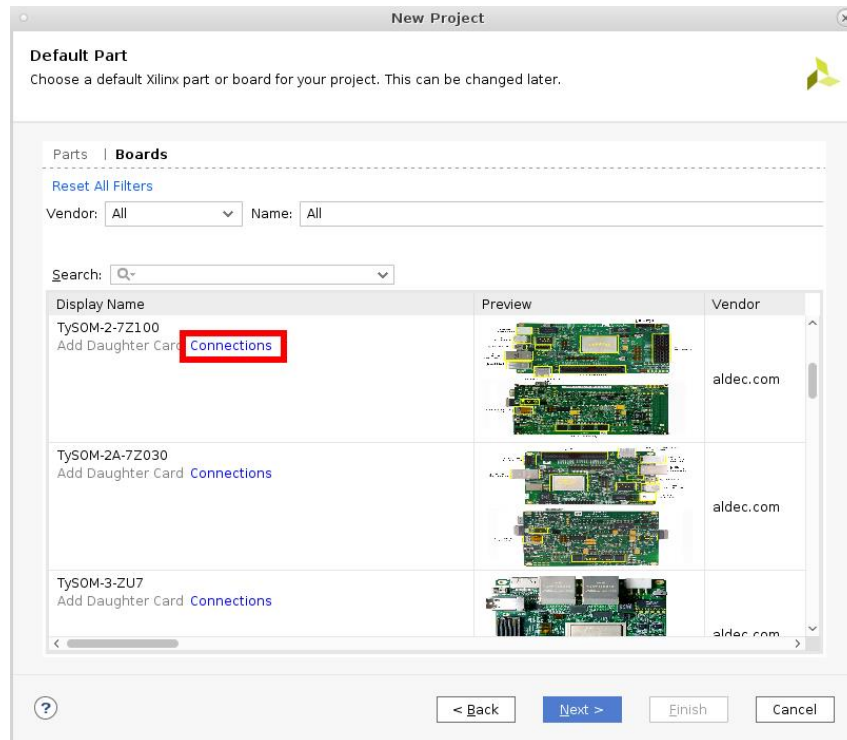 New Project
Default Part
Choose a default Xilinx part or board for your project. This can be changed later.
Parts | Boards
Reset All Filters
Vendor: All Name: All
Search:
Display Name Preview Vendor
TySOM-2-7Z100
Add Daughter Card Connections
aldec.com
TySOM-2A-7Z030
Add Daughter Card Connections
aldec.com
TySOM-3-ZU7
Add Daughter Card Connections
aldec.com
? < Back Next > Finish Cancel